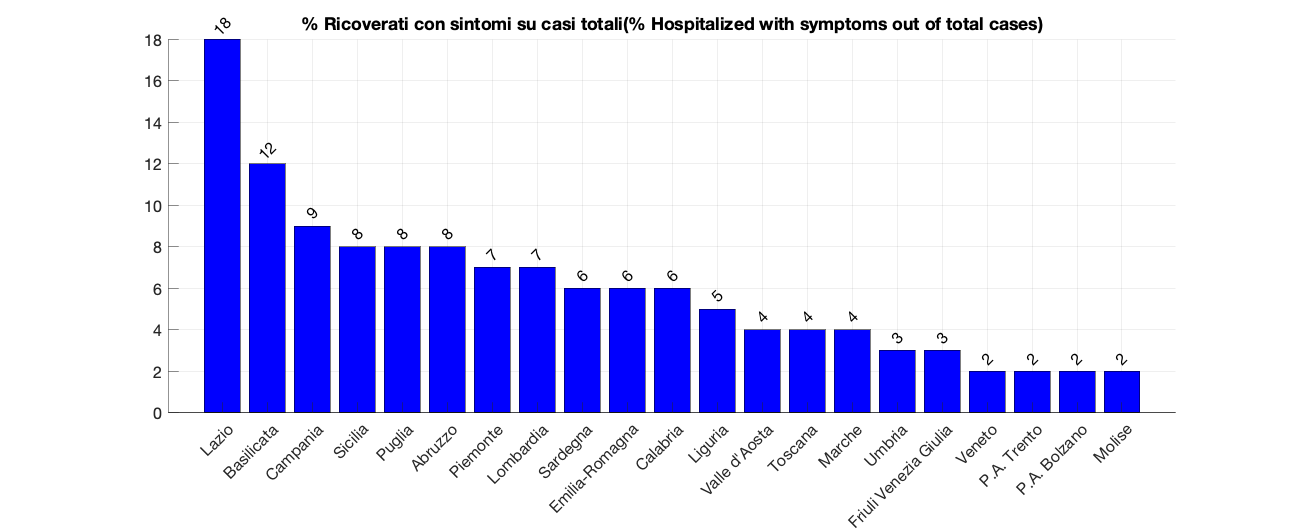 % Ricoverati con sintomi su casi totali(% Hospitalized with symptoms out of total cases)
18
16
14
12
10
8
6
4
2
0
18
12
9
8
8
8
7
7
6
6
6
5
4
4
4
3
3
2
2
2
2
Lazio
Basilicata
Campania
Sicilia
Puglia
Abruzzo
Piemonte
Lombardia
Sardegna
Emilia-Romagna
Calabria
Liguria
Valle d'Aosta
Toscana
Marche
Umbria
Friuli Venezia Giulia
Veneto
P.A. Trento
P.A. Bolzano
Molise